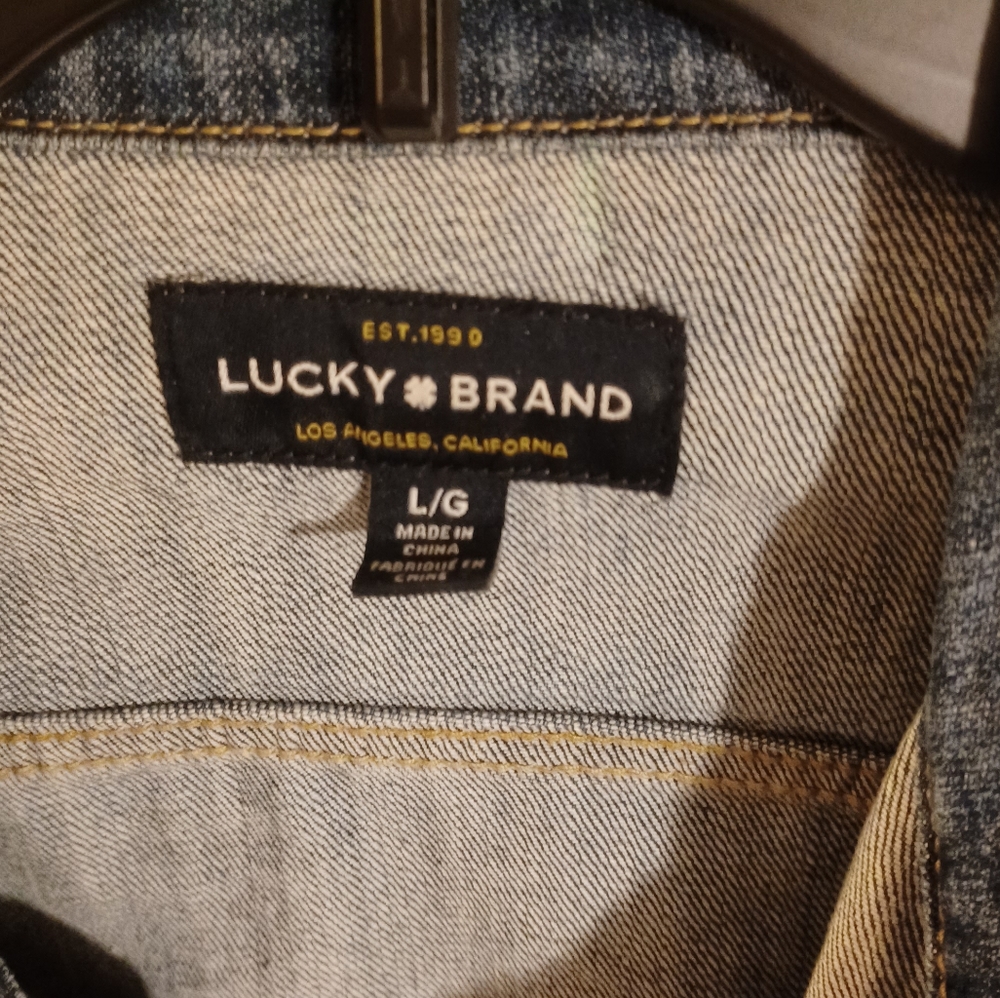 EST.1990
LUCKY BRAND
LOS ANGELES, CALIFORNIA
L/G
MADE IN
CHINA
FABRIQUÉ EN
CHINE